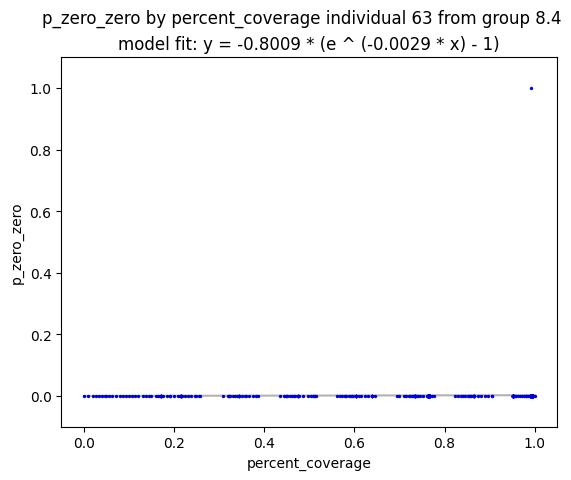 p_zero_zero by percent_coverage individual 63 from group 8.4
model fit: y = -0.8009 * (e ^ (-0.0029 * x) - 1)
1.0
0.8
0.6
0.4
0.2
0.0
p_zero_zero
0.0 0.2 0.4 0.6 0.8 1.0
percent_coverage